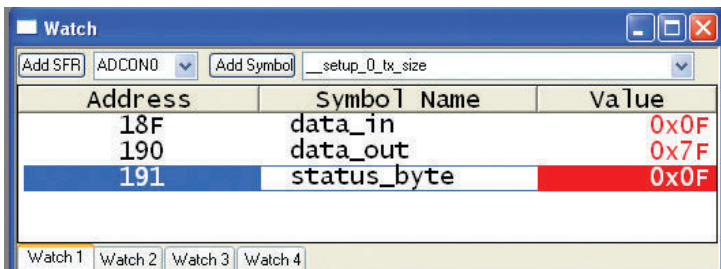 Watch
Add SFR ADCON0 Add Symbol __setup_0_tx_size
Address Symbol Name Value
18F data_in 0x0F
190 data_out 0x7F
191 status_byte 0x0F
Watch 1 Watch 2 Watch 3 Watch 4